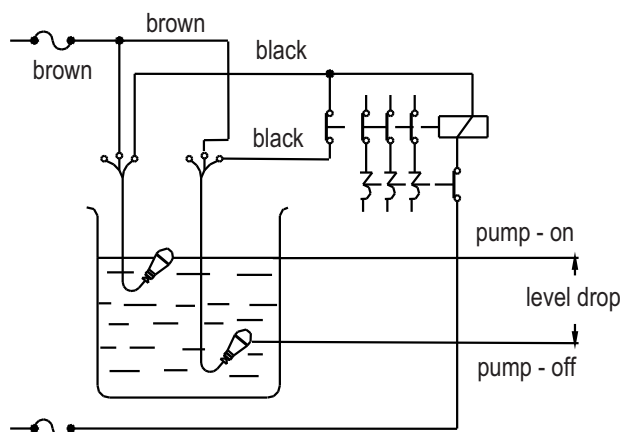 brown
brown
black
black
pump - on
level drop
pump - off